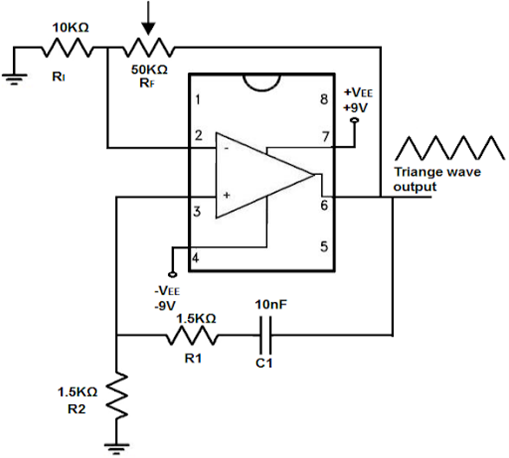 10KΩ
RI
50KΩ
RF
1
8
+VEE
+9V
2
7
-
+
3
6
4
5
Triange wave
output
-VEE
-9V
10nF
1.5KΩ
R1
C1
1.5KΩ
R2